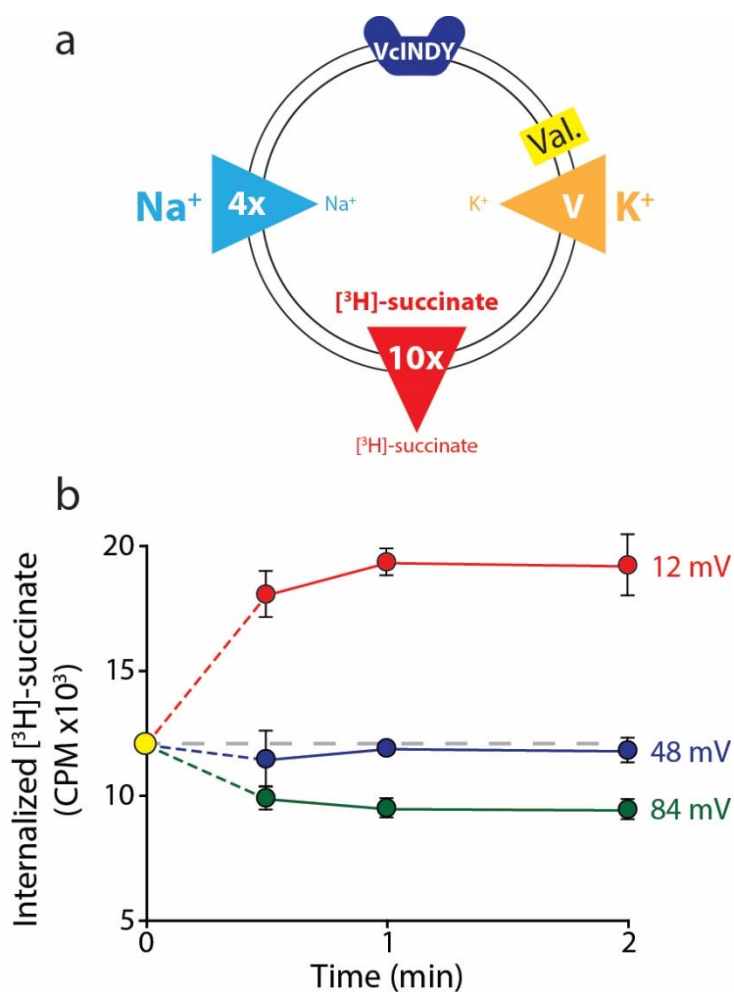 a
VcINDY
Val.
Na⁺ 4x Na⁺ K⁺ V K⁺
[³H]-succinate
10x
[³H]-succinate
b
Internalized [³H]-succinate
(CPM x10³)
20
15
10
5
12 mV
48 mV
84 mV
0 1 2
Time (min)